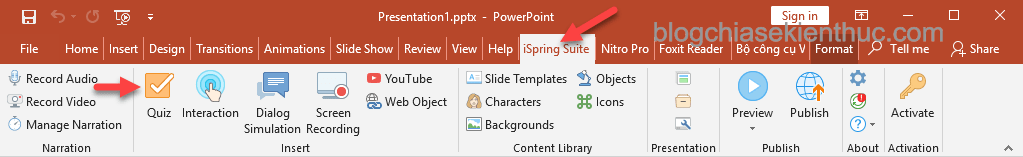 Presentation1.pptx - PowerPoint
Sign in
blogchiasekienthuc.com
File Home Insert Design Transitions Animations Slide Show Review View Help iSpring Suite Nitro Pro Foxit Reader Bộ công cụ V Format Tell me Share
Record Audio
Record Video
Manage Narration
Narration
Quiz
Interaction
Dialog
Simulation
Screen
Recording
YouTube
Web Object
Insert
Slide Templates
Characters
Backgrounds
Objects
Icons
Content Library
Presentation
Preview
Publish
Publish
About
Activate
Activation